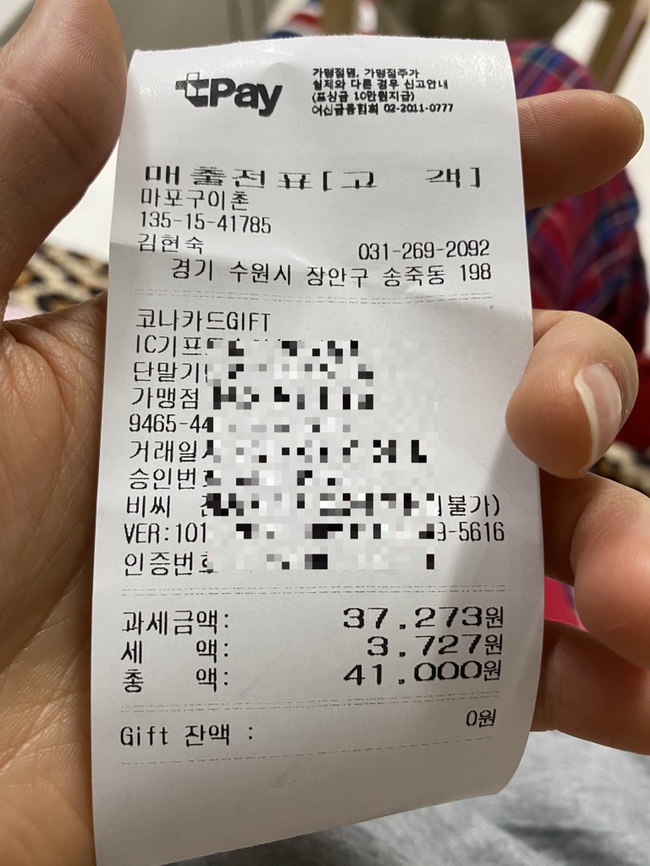 tPay
가맹점명, 가맹점주가
실제와 다른 경우 신고안내
(포상금 10만원지급)
여신금융협회 02-2011-0777
매출전표[고 객]
마포구이촌
135-15-41785
김현숙 031-269-2092
경기 수원시 장안구 송죽동 198
코나카드GIFT
IC기프
단말기
가맹점
9465-44
거래일
승인번호
비씨 불가)
VER:101 9-5616
인증번호
과세금액: 37.273원
세 액: 3.727원
총 액: 41.000원
Gift 잔액 : 0원